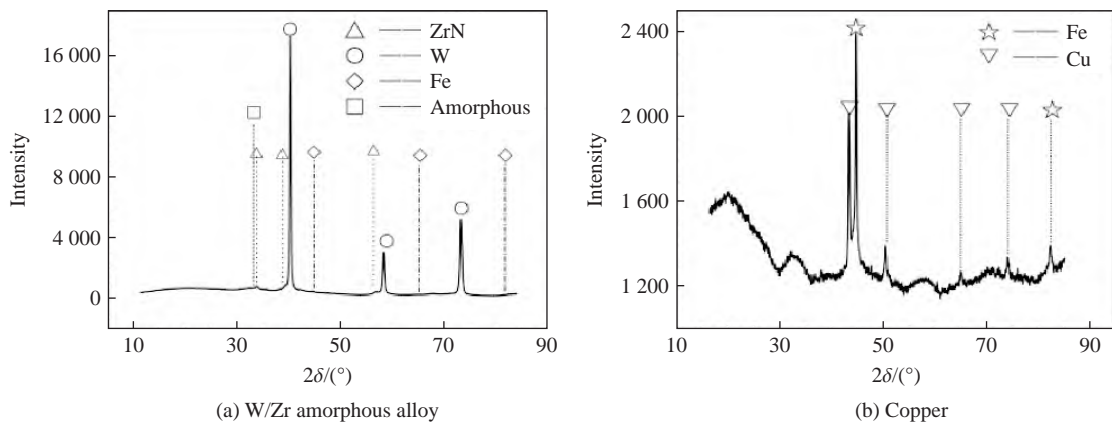 ZrN
W
Fe
Amorphous
16 000
12 000
8 000
4 000
0
Intensity
10
30
50
70
90
2δ/(°)
(a) W/Zr amorphous alloy
Fe
Cu
2 400
2 000
1 600
1 200
Intensity
10
30
50
70
90
2δ/(°)
(b) Copper